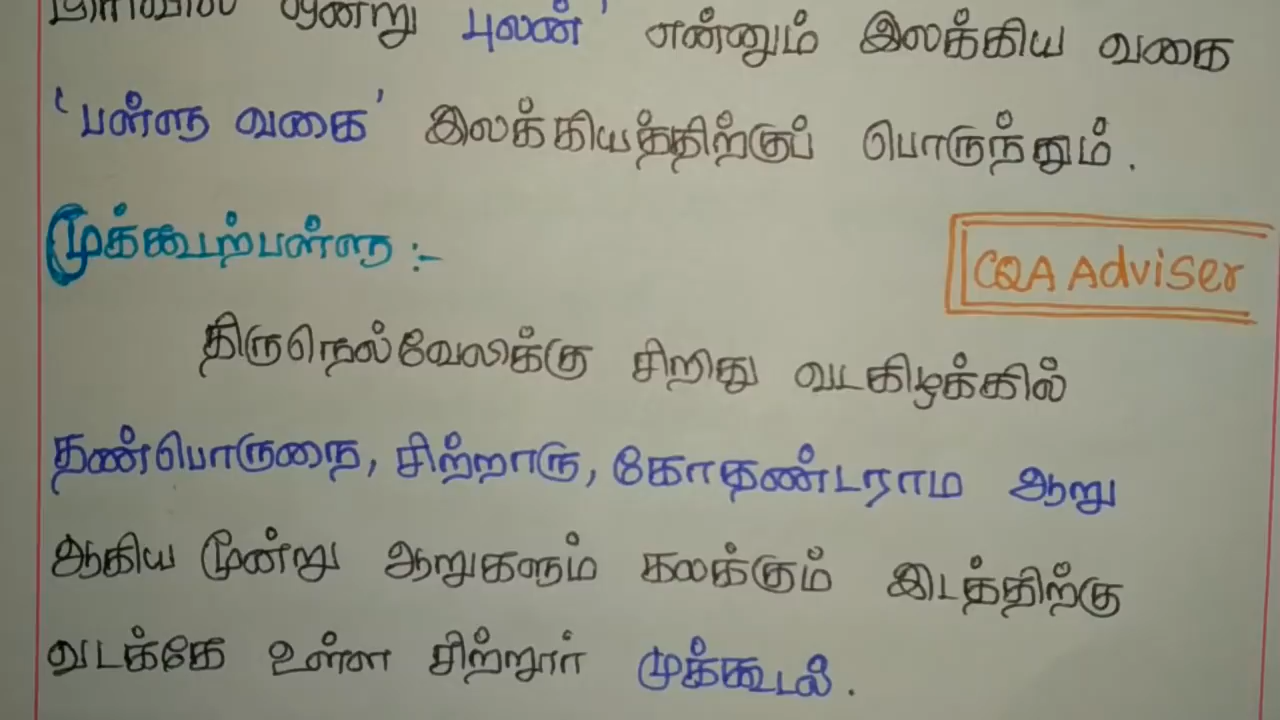 ஒன்று புலன்' என்னும் இலக்கிய வகை
'பள்ளு வகை' இலக்கியத்திற்குப் பொருந்தும்.
முக்கூடற்பள்ளு :-
CQA Adviser
திருநெல்வேலிக்கு சிறிது வடகிழக்கில்
தண்பொருநை, சிற்றாரு, கோதண்டராம ஆறு
ஆகிய மூன்று ஆறுகளும் கலக்கும் இடத்திற்கு
வடக்கே உள்ள சிற்றூர் முக்கூடல்.